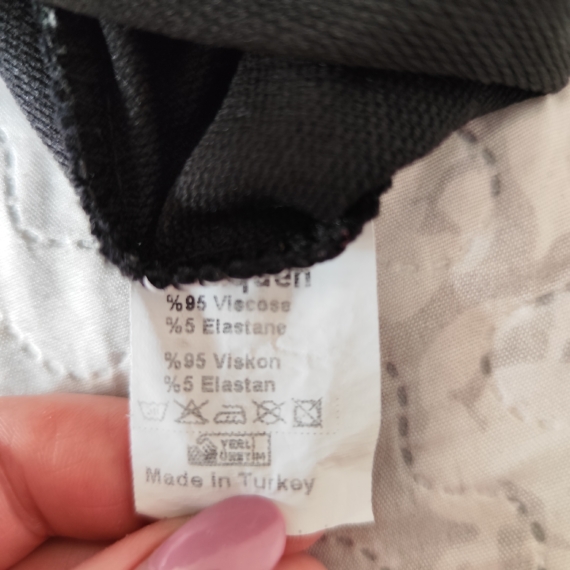 %95 Viscose
%5 Elastane
%95 Viskon
%5 Elastan
YERLİ
ÜRETİM
Made in Turkey